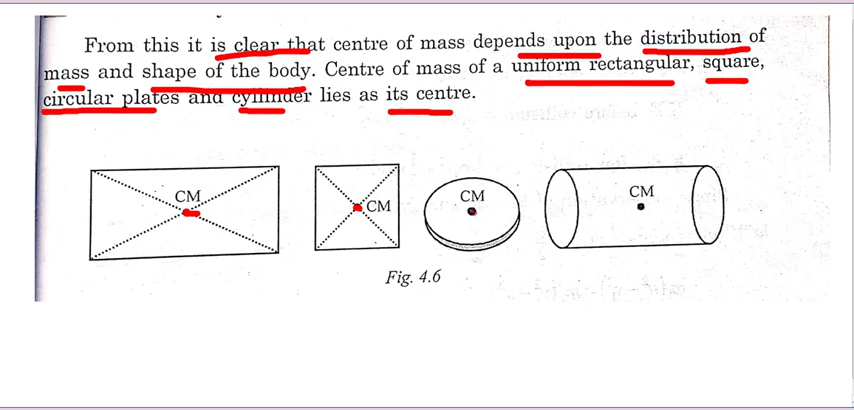 From this it is clear that centre of mass depends upon the distribution of
mass and shape of the body. Centre of mass of a uniform rectangular, square,
circular plates and cylinder lies as its centre.
CM
CM
CM
CM
Fig. 4.6